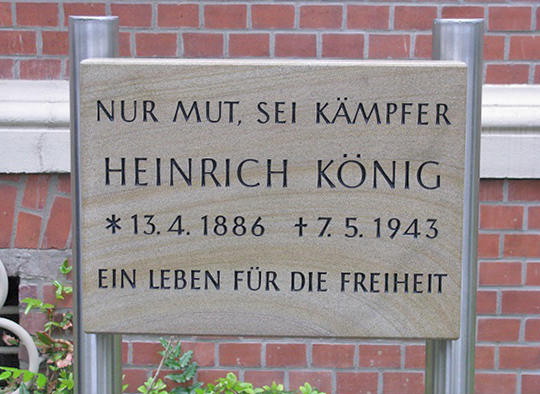 NUR MUT, SEI KÄMPFER
HEINRICH KÖNIG
* 13. 4. 1886 † 7. 5. 1943
EIN LEBEN FÜR DIE FREIHEIT